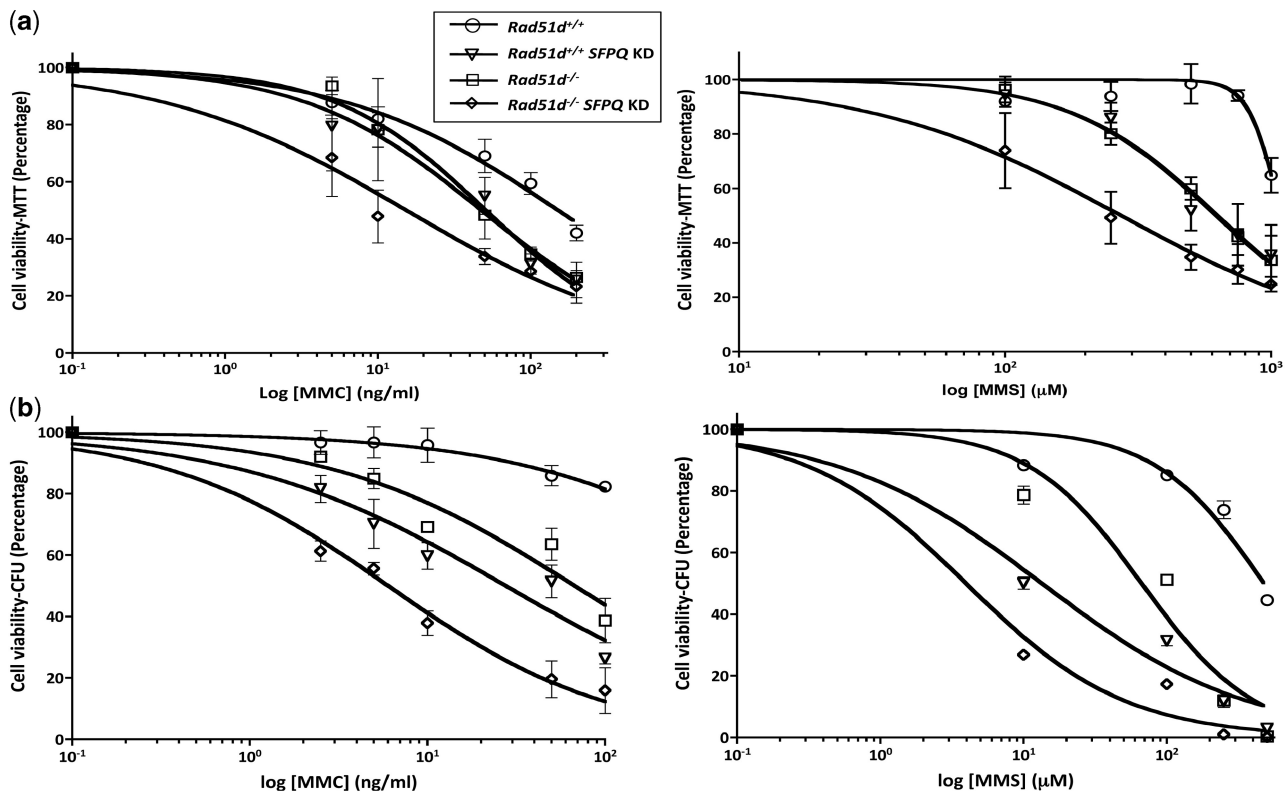 (a)
Rad51d+/+
Rad51d+/+ SFPQ KD
Rad51d-/-
Rad51d-/- SFPQ KD
Cell viability-MTT (Percentage)
100
80
60
40
20
0
10-1 100 101 102
Log [MMC] (ng/ml)
Cell viability-MTT (Percentage)
100
80
60
40
20
0
101 102 103
log [MMS] (μM)
(b)
Cell viability-CFU (Percentage)
100
80
60
40
20
0
10-1 100 101 102
log [MMC] (ng/ml)
Cell viability-CFU (Percentage)
100
80
60
40
20
0
10-1 100 101 102
log [MMS] (μM)